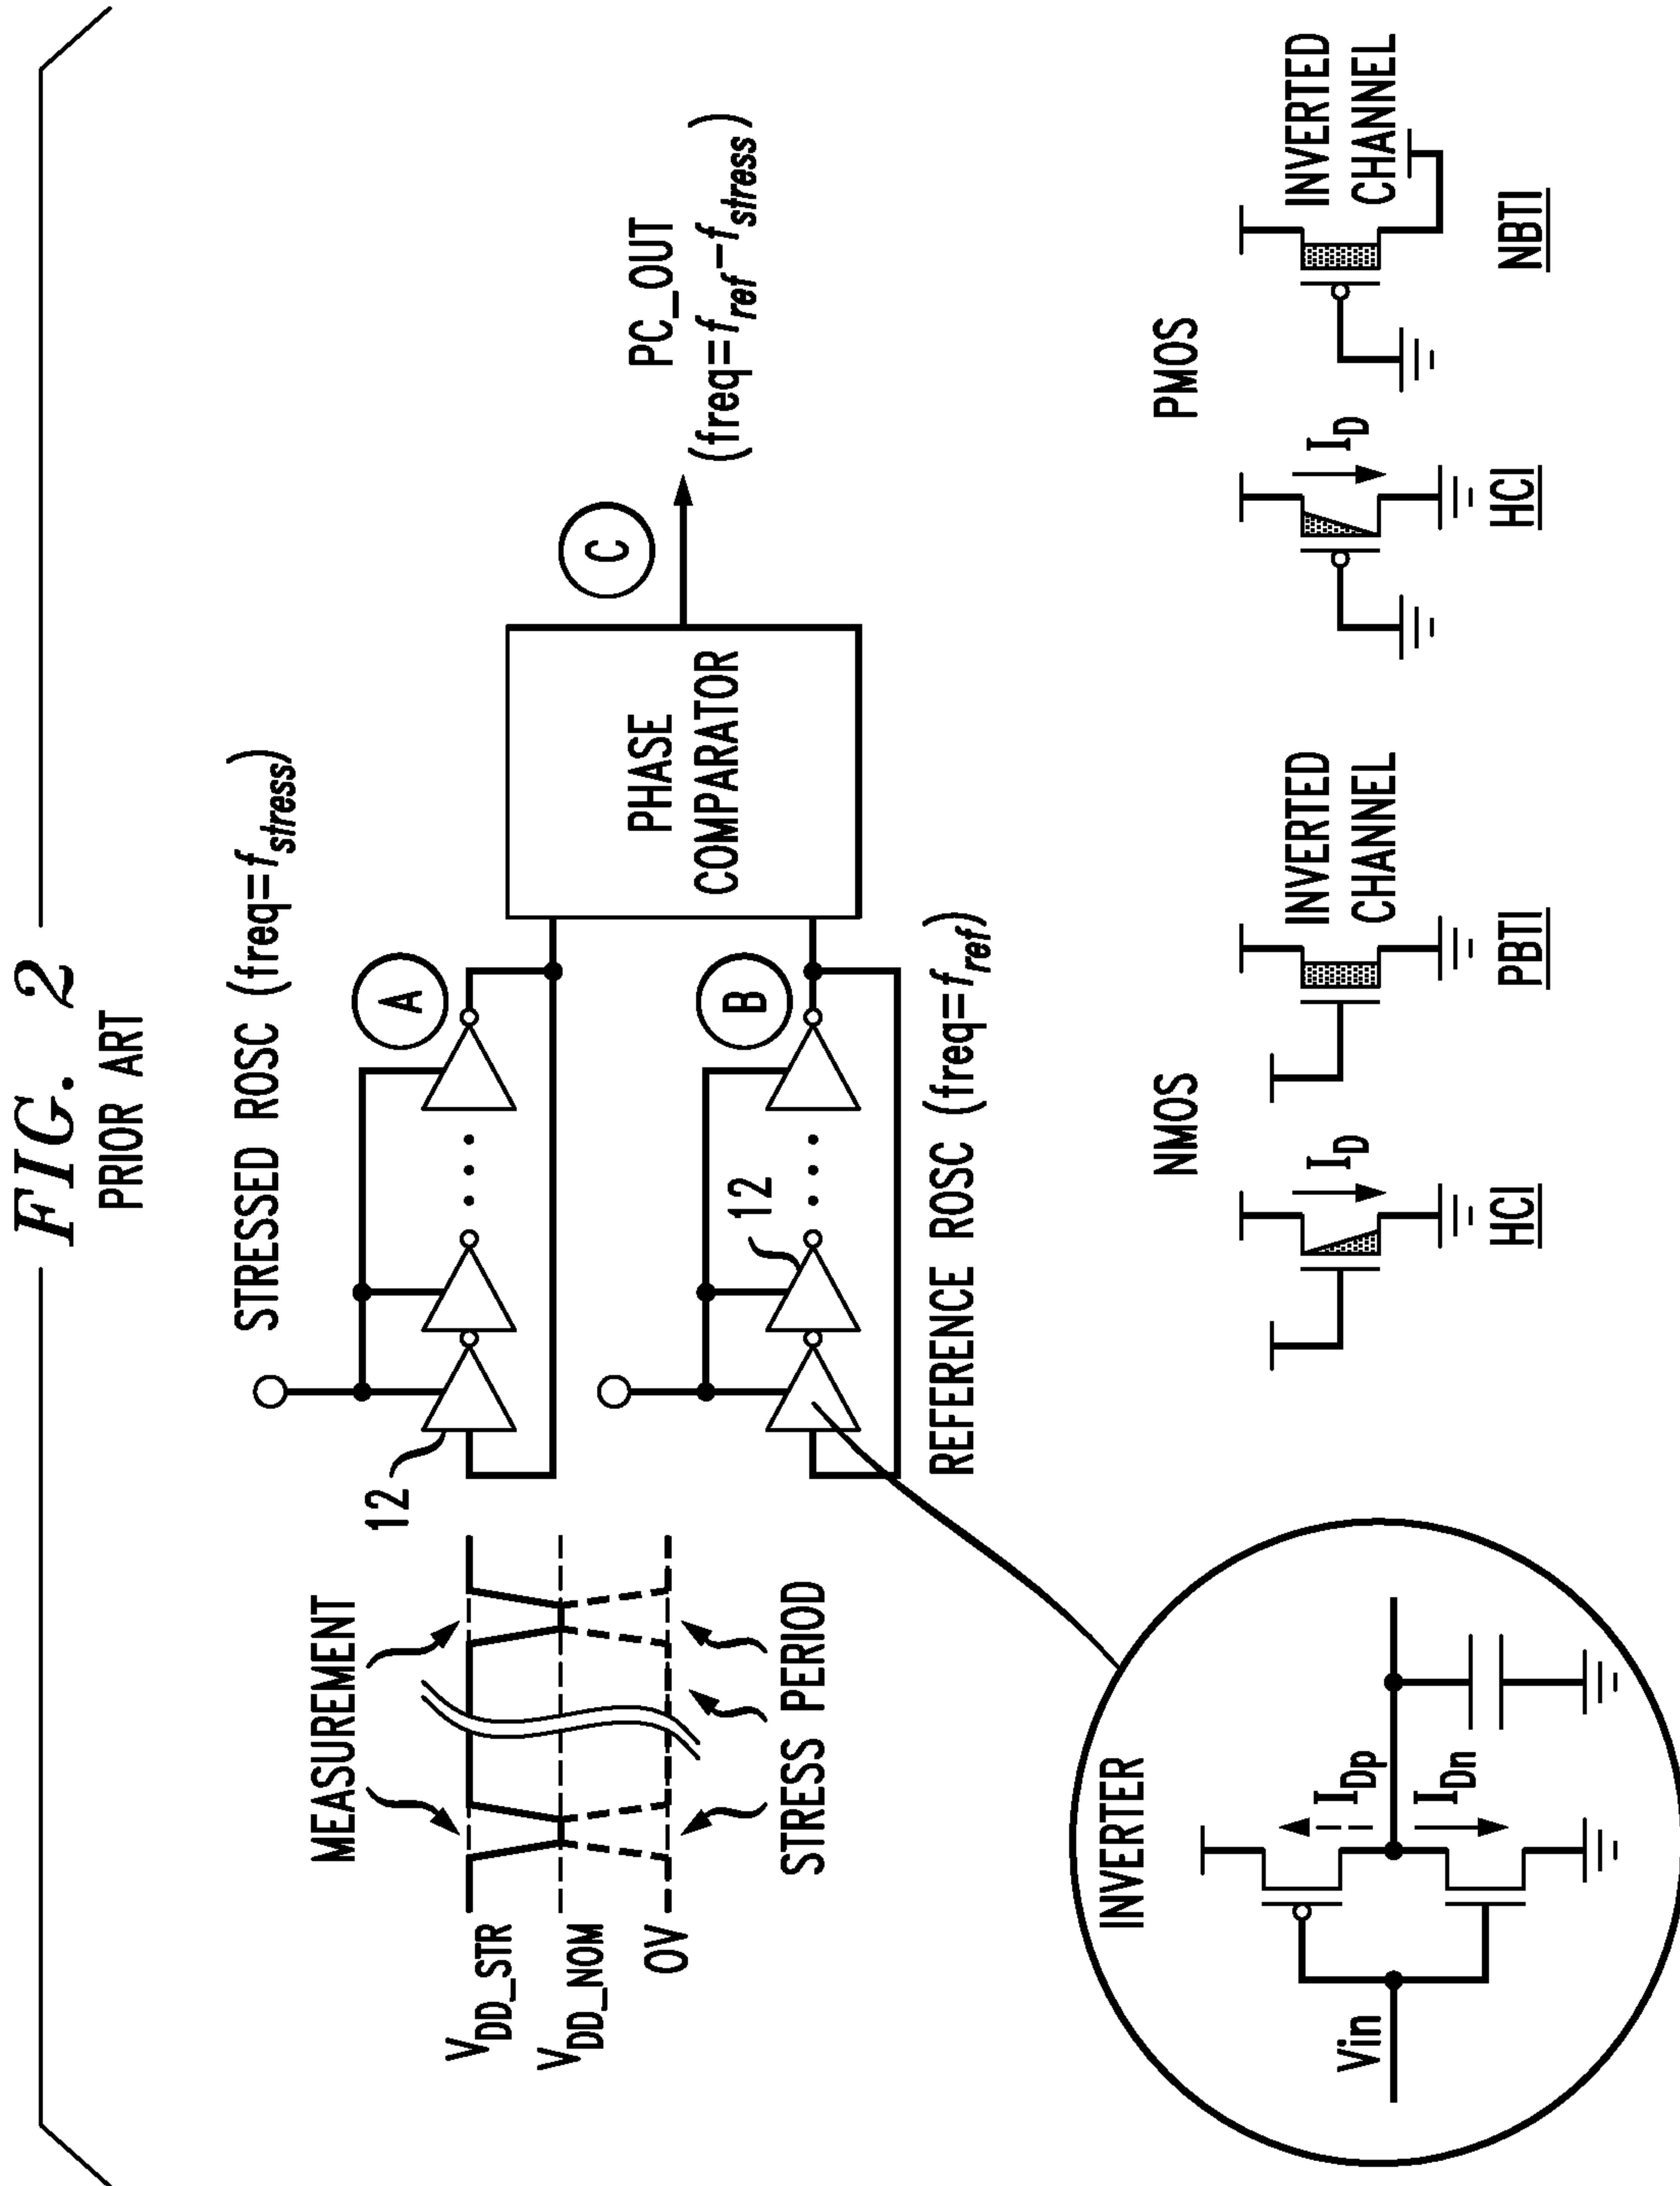 FIG. 2
PRIOR ART
STRESSED ROSC (freq=fstress)
MEASUREMENT
VDD_STR
VDD_NOM
0V
STRESS PERIOD
12
A
B
12
REFERENCE ROSC (freq=fref)
PHASE
COMPARATOR
C
PC_OUT
(freq=fref-fstress)
INVERTER
Vin
IDp
IDn
NMOS
ID
HCI
INVERTED
CHANNEL
PBTI
PMOS
ID
HCI
INVERTED
CHANNEL
NBTI